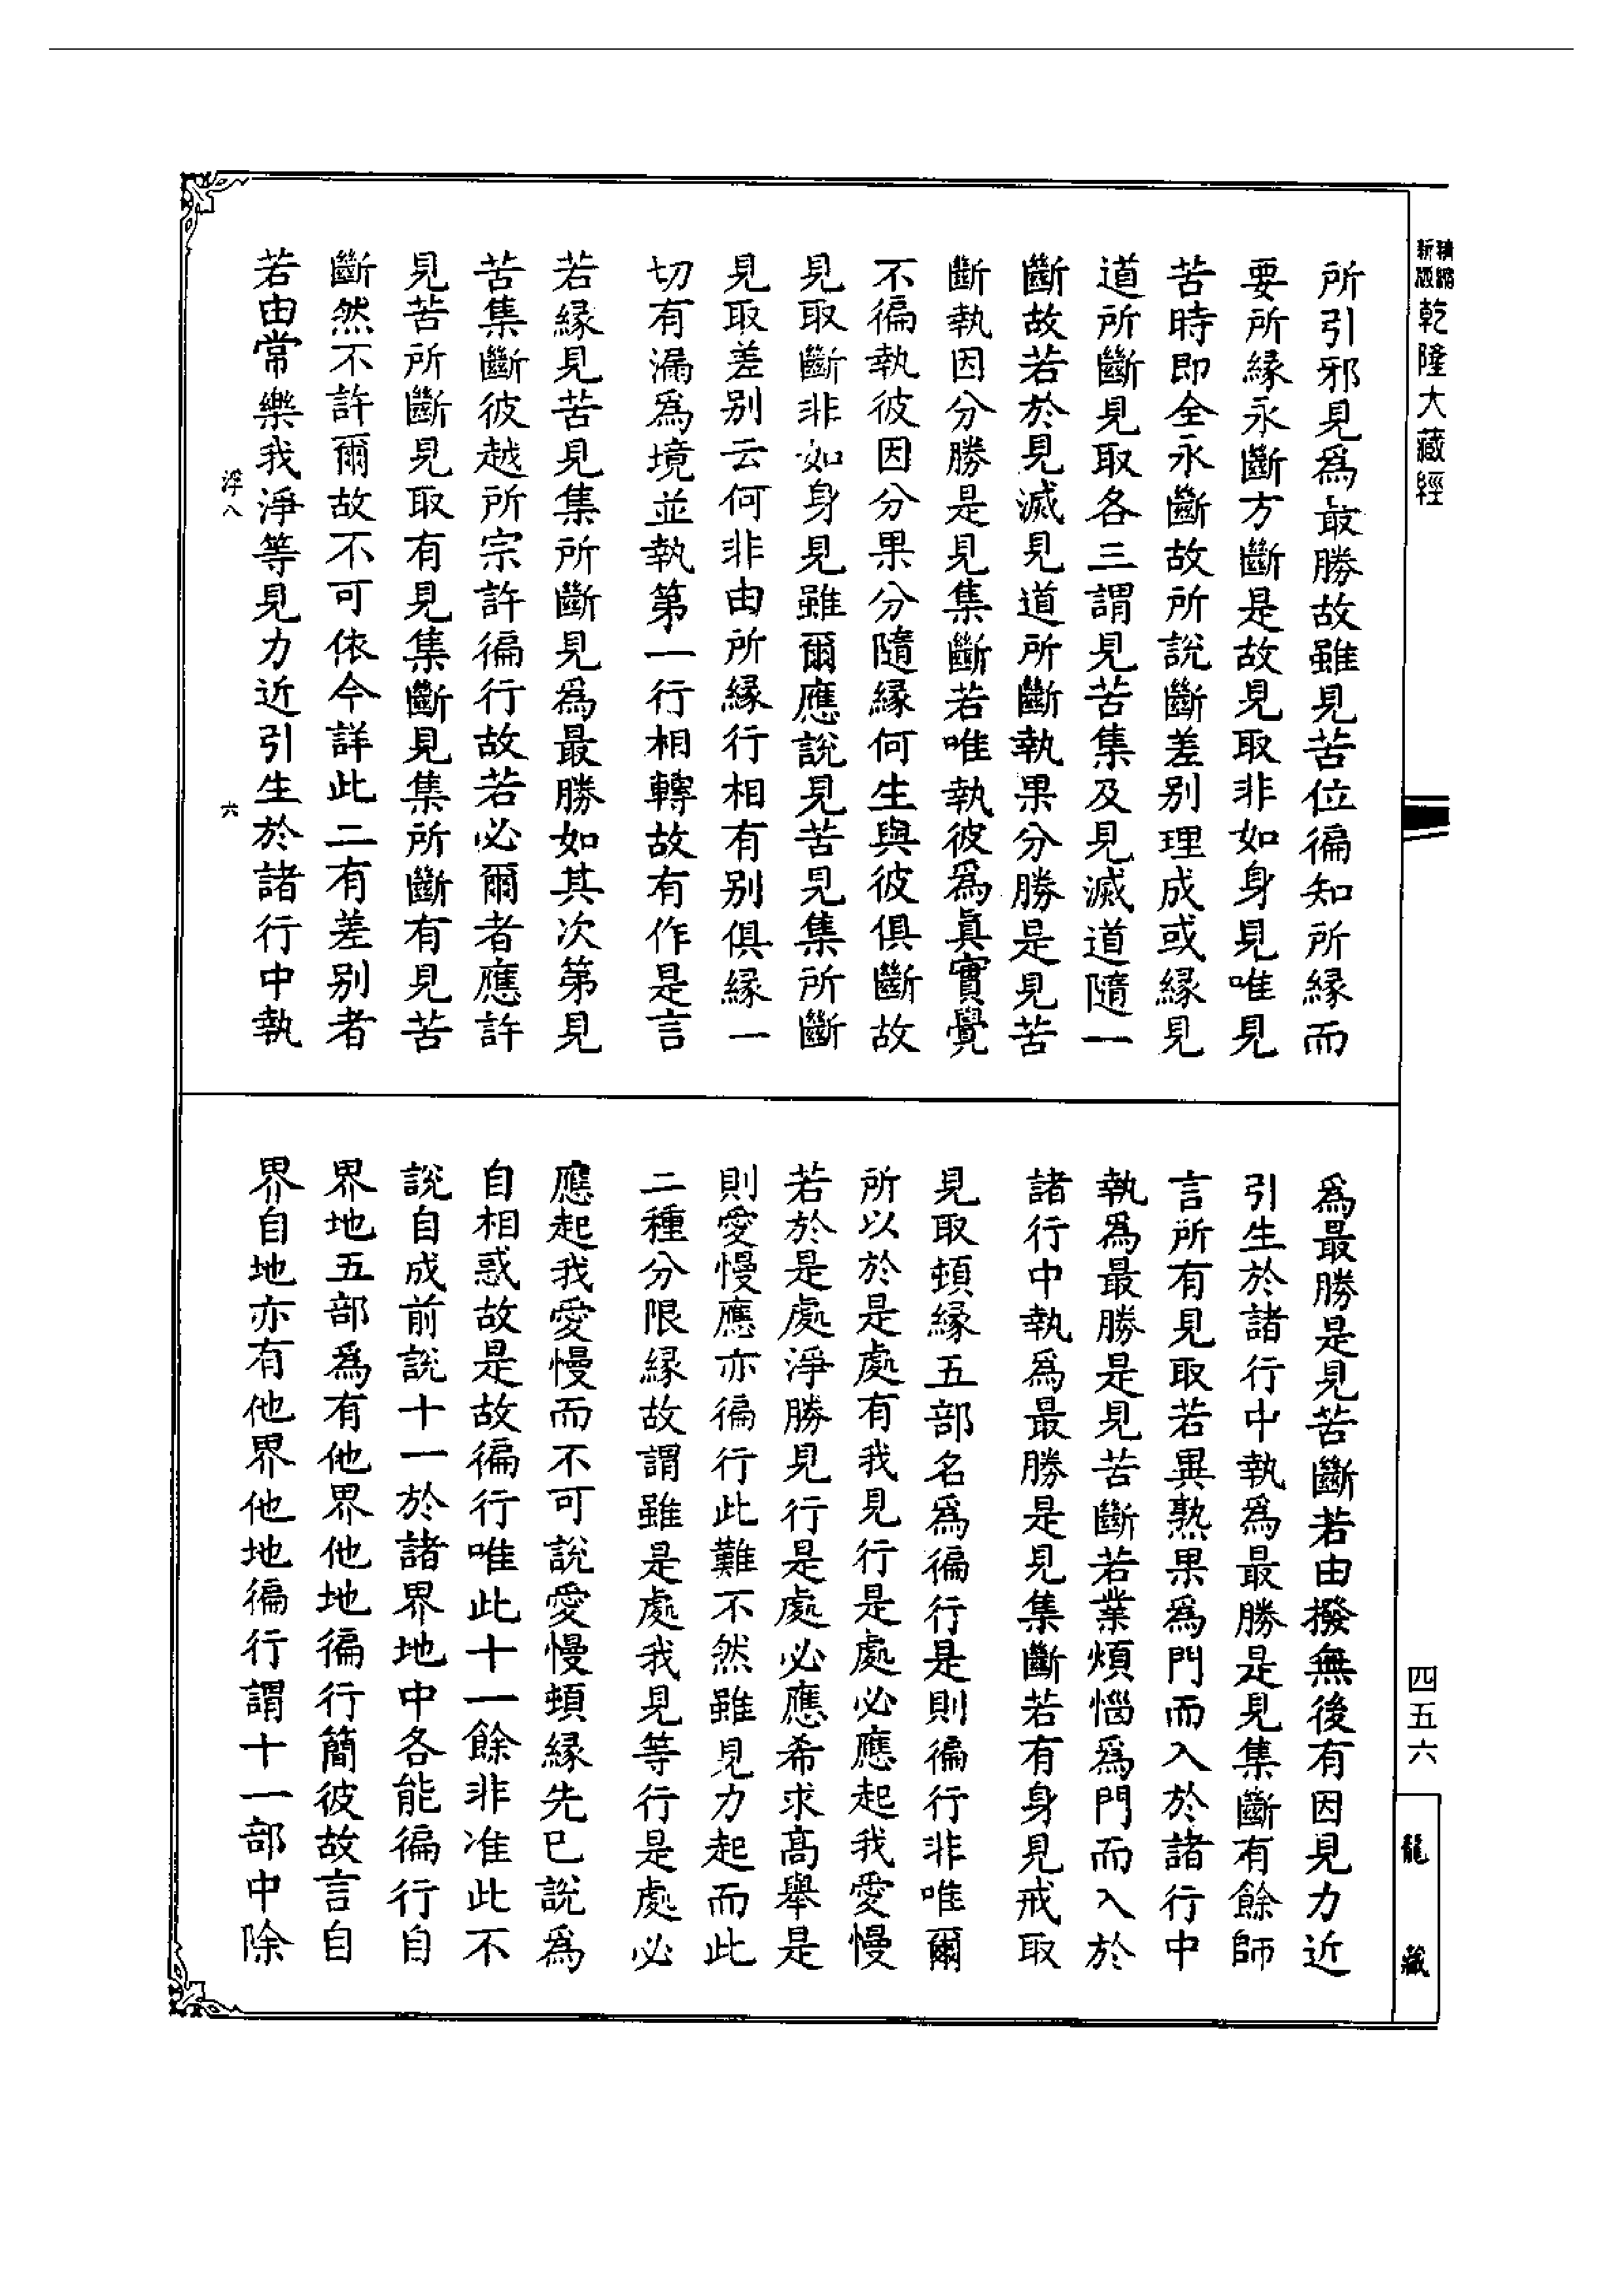 精縮新版乾隆大藏經
所引邪見爲㝡勝故雖見苦位徧知所緣而
要所緣永斷方斷是故見取非如身見唯見
苦時即全永斷故所說斷差别理成或緣見
道所斷見取各三謂見苦集及見滅道隨一
斷故若於見滅見道所斷執果分勝是見苦
斷執因分勝是見集斷若唯執彼爲眞實覺
不徧執彼因分果分隨緣何生與彼俱斷故
見取斷非如身見雖爾應說見苦見集所斷
見取差别云何非由所緣行相有别俱緣一
切有漏爲境並執第一行相轉故有作是言
若緣見苦見集所斷見爲最勝如其次第見
苦集斷彼越所宗許徧行故若必爾者應許
見苦所斷見取有見集斷見集所斷有見苦
斷然不許爾故不可依今詳此二有差别者
若由常樂我淨等見力近引生於諸行中執
浮八
六
爲最勝是見苦斷若由撥無後有因見力近
引生於諸行中執爲最勝是見集斷有餘師
言所有見取若異熟果爲門而入於諸行中
執爲最勝是見苦斷若業煩惱爲門而入於
諸行中執爲最勝是見集斷若有身見戒取
見取頓緣五部名爲徧行是則徧行非唯爾
所以於是處有我見行是處必應起我愛慢
若於是處淨勝見行是處必應希求高舉是
則愛慢應亦徧行此難不然雖見力起而此
二種分限緣故謂雖是處我見等行是處必
應起我愛慢而不可說愛慢頓緣先已說爲
自相惑故是故徧行唯此十一餘非准此不
說自成前說十一於諸界地中各能徧行自
界地五部爲有他界他地徧行簡彼故言自
界自地亦有他界他地徧行謂十一部中除
四五六
龍藏